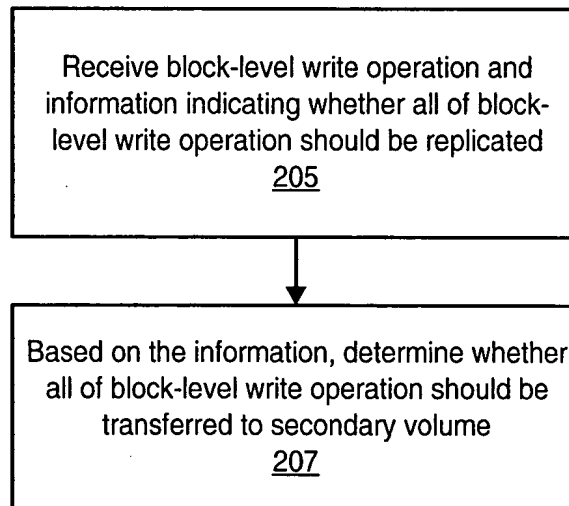 Receive block-level write operation and
information indicating whether all of block-
level write operation should be replicated
205
Based on the information, determine whether
all of block-level write operation should be
transferred to secondary volume
207